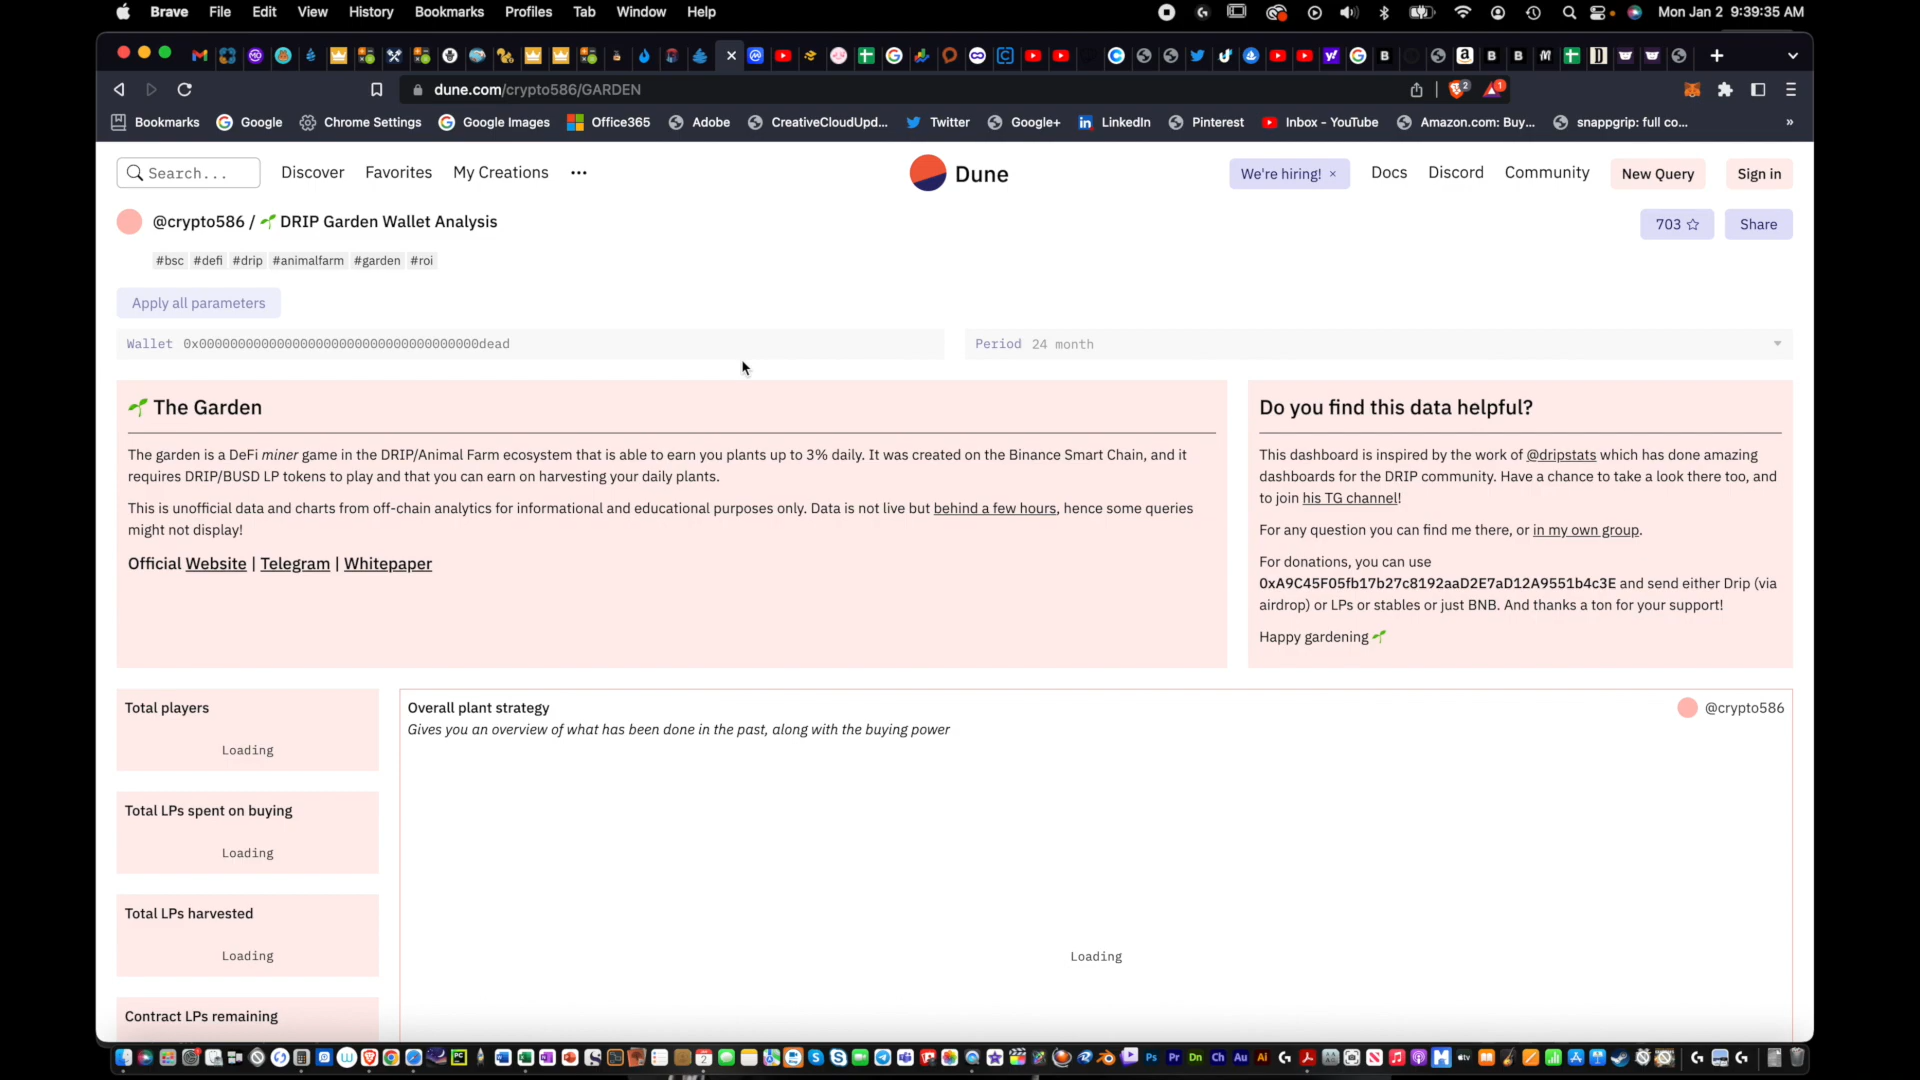 Brave File Edit View History Bookmarks Profiles Tab Window Help Mon Jan 2 9:39:35 AM
dune.com/crypto586/GARDEN 2 1
Bookmarks Google Chrome Settings Google Images Office365 Adobe CreativeCloudUpd... Twitter Google+ LinkedIn Pinterest Inbox - YouTube Amazon.com: Buy... snappgrip: full co... »
Search... Discover Favorites My Creations ••• Dune We're hiring! × Docs Discord Community New Query Sign in
@crypto586 / DRIP Garden Wallet Analysis 703 Share
#bsc #defi #drip #animalfarm #garden #roi
Apply all parameters
Wallet 0x000000000000000000000000000000000000dead Period 24 month
The Garden
The garden is a DeFi miner game in the DRIP/Animal Farm ecosystem that is able to earn you plants up to 3% daily. It was created on the Binance Smart Chain, and it
requires DRIP/BUSD LP tokens to play and that you can earn on harvesting your daily plants.
This is unofficial data and charts from off-chain analytics for informational and educational purposes only. Data is not live but behind a few hours, hence some queries
might not display!
Official Website | Telegram | Whitepaper
Do you find this data helpful?
This dashboard is inspired by the work of @dripstats which has done amazing
dashboards for the DRIP community. Have a chance to take a look there too, and
to join his TG channel!
For any question you can find me there, or in my own group.
For donations, you can use
0xA9C45F05fb17b27c8192aaD2E7aD12A9551b4c3E and send either Drip (via
airdrop) or LPs or stables or just BNB. And thanks a ton for your support!
Happy gardening
Total players
Loading
Total LPs spent on buying
Loading
Total LPs harvested
Loading
Contract LPs remaining
Overall plant strategy @crypto586
Gives you an overview of what has been done in the past, along with the buying power
Loading
Ps Pr Dn Ch Au Ai